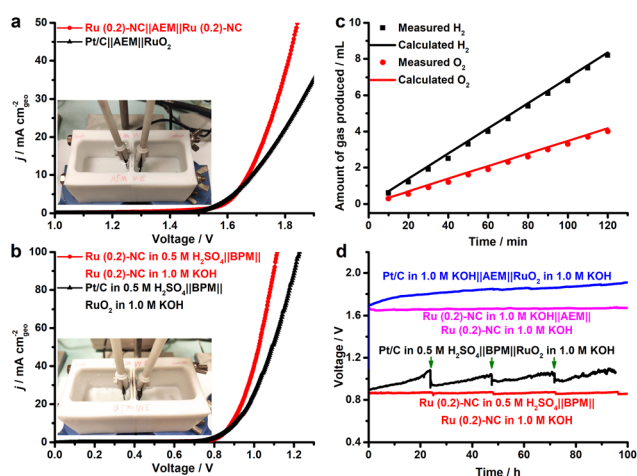 a
j / mA cm⁻²geo
50
40
30
20
10
0
Ru (0.2)-NC||AEM||Ru (0.2)-NC
Pt/C||AEM||RuO₂
1.0 1.2 1.4 1.6 1.8
Voltage / V
b
j / mA cm⁻²geo
100
80
60
40
20
0
Ru (0.2)-NC in 0.5 M H₂SO₄||BPM||
Ru (0.2)-NC in 1.0 M KOH
Pt/C in 0.5 M H₂SO₄||BPM||
RuO₂ in 1.0 M KOH
0.0 0.2 0.4 0.6 0.8 1.0 1.2
Voltage / V
c
Amount of gas produced / mL
10
8
6
4
2
0
Measured H₂
Calculated H₂
Measured O₂
Calculated O₂
0 20 40 60 80 100 120
Time / min
d
Voltage / V
2.2
1.8
1.4
1.0
0.6
0.4
Pt/C in 1.0 M KOH||AEM||RuO₂ in 1.0 M KOH
Ru (0.2)-NC in 1.0 M KOH||AEM||
Ru (0.2)-NC in 1.0 M KOH
Pt/C in 0.5 M H₂SO₄||BPM||RuO₂ in 1.0 M KOH
Ru (0.2)-NC in 0.5 M H₂SO₄||BPM||
Ru (0.2)-NC in 1.0 M KOH
0 20 40 60 80 100
Time / h